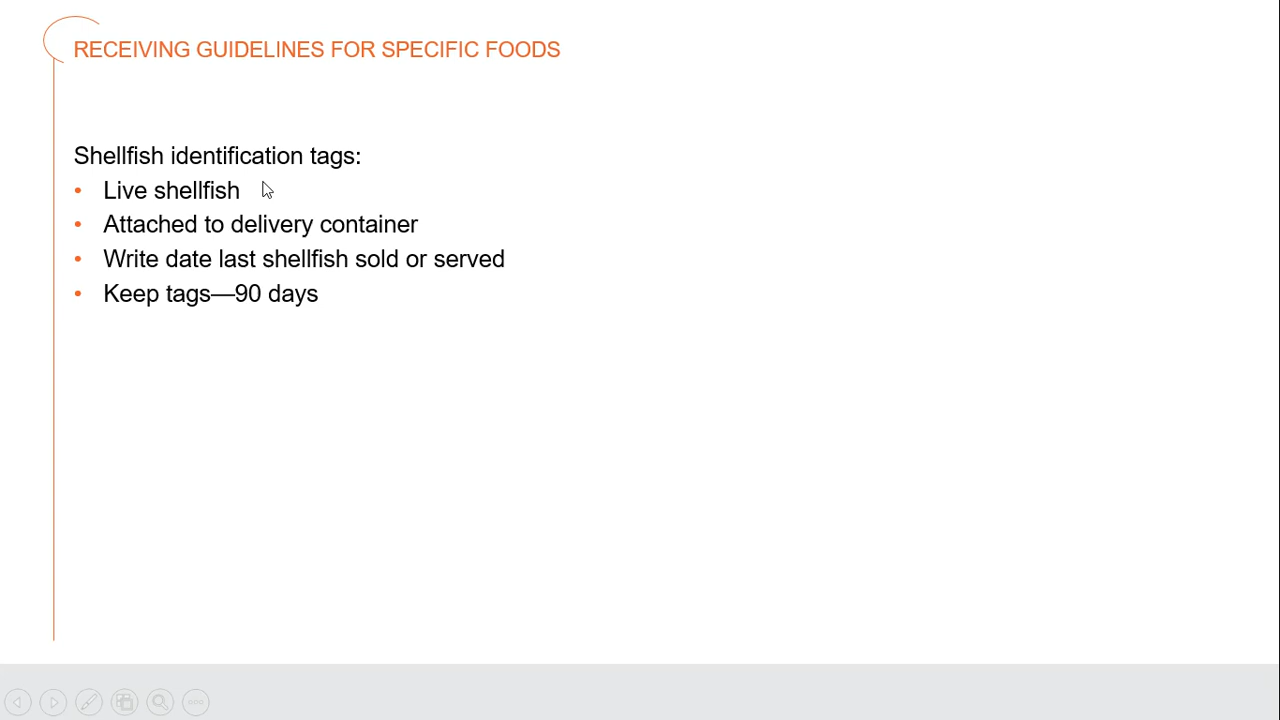 RECEIVING GUIDELINES FOR SPECIFIC FOODS
Shellfish identification tags:
• Live shellfish
• Attached to delivery container
• Write date last shellfish sold or served
• Keep tags—90 days